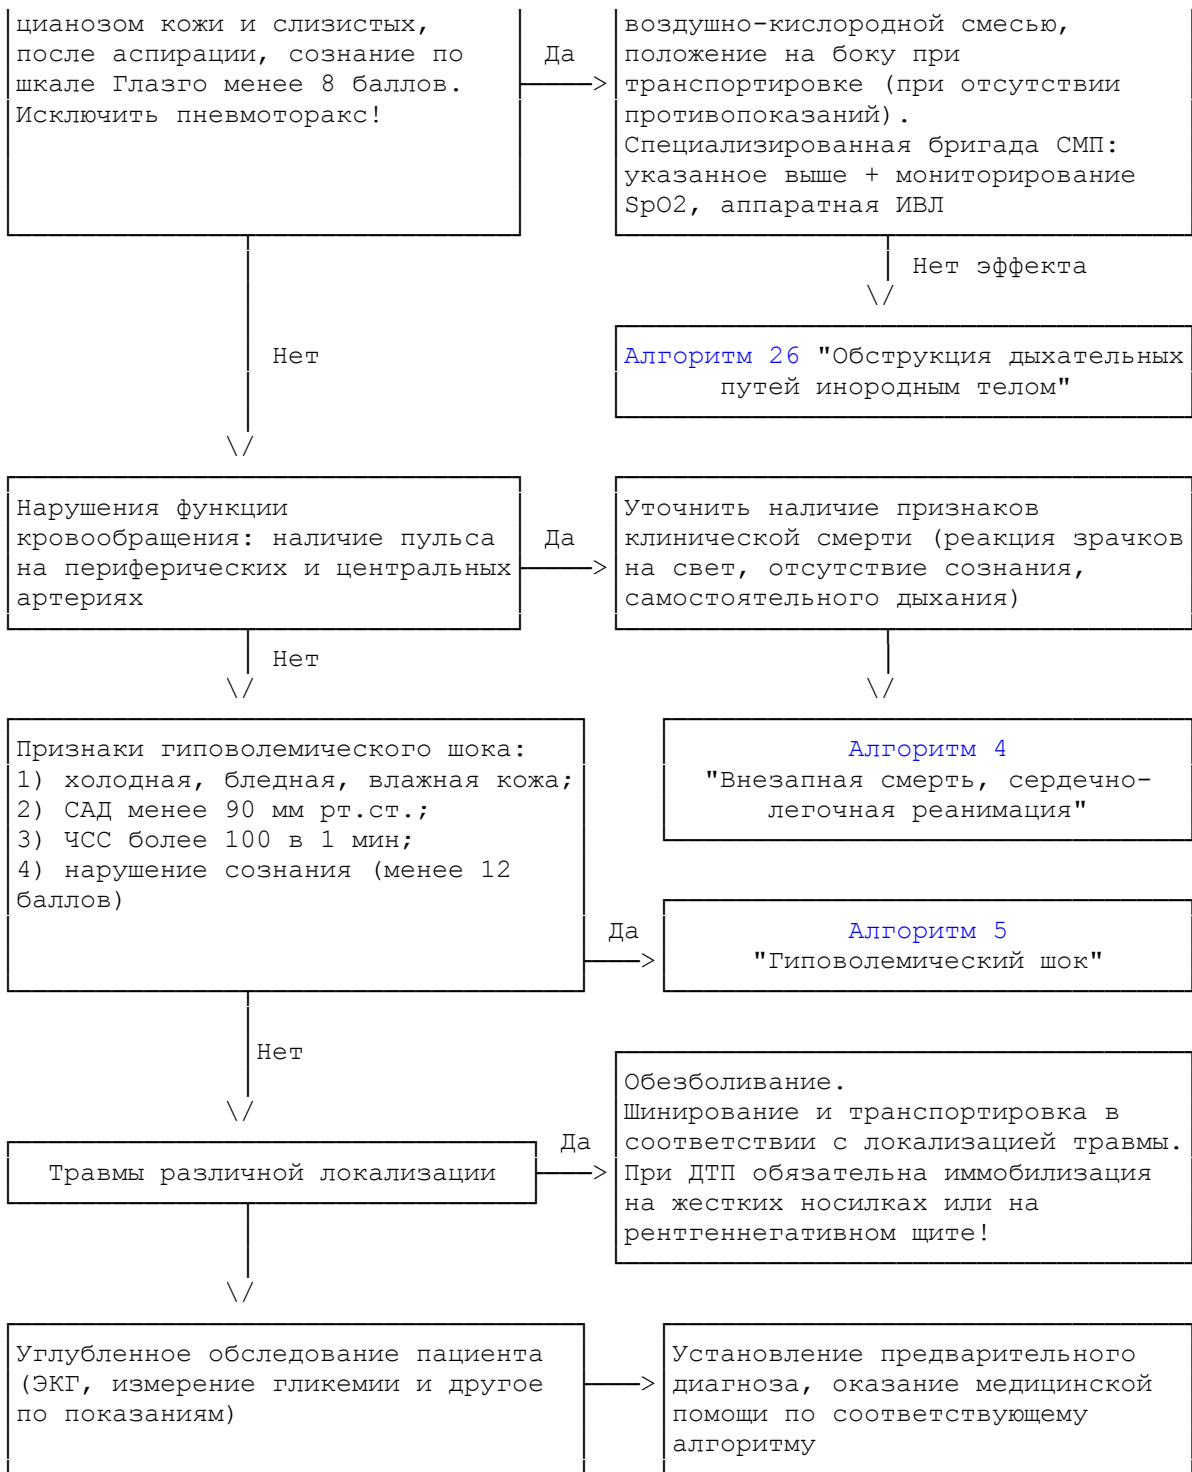 цианозом кожи и слизистых,
после аспирации, сознание по
шкале Глазго менее 8 баллов.
Исключить пневмоторакс!
Да
воздушно-кислородной смесью,
положение на боку при
транспортировке (при отсутствии
противопоказаний).
Специализированная бригада СМП:
указанное выше + мониторирование
SpO2, аппаратная ИВЛ
Нет эффекта
Нет
Алгоритм 26 "Обструкция дыхательных
путей инородным телом"
Нарушения функции
кровообращения: наличие пульса
на периферических и центральных
артериях
Да
Уточнить наличие признаков
клинической смерти (реакция зрачков
на свет, отсутствие сознания,
самостоятельного дыхания)
Нет
Признаки гиповолемического шока:
1) холодная, бледная, влажная кожа;
2) САД менее 90 мм рт.ст.;
3) ЧСС более 100 в 1 мин;
4) нарушение сознания (менее 12
баллов)
Алгоритм 4
"Внезапная смерть, сердечно-
легочная реанимация"
Да
Алгоритм 5
"Гиповолемический шок"
Нет
Травмы различной локализации
Да
Обезболивание.
Шинирование и транспортировка в
соответствии с локализацией травмы.
При ДТП обязательна иммобилизация
на жестких носилках или на
рентгеннегативном щите!
Углубленное обследование пациента
(ЭКГ, измерение гликемии и другое
по показаниям)
Установление предварительного
диагноза, оказание медицинской
помощи по соответствующему
алгоритму